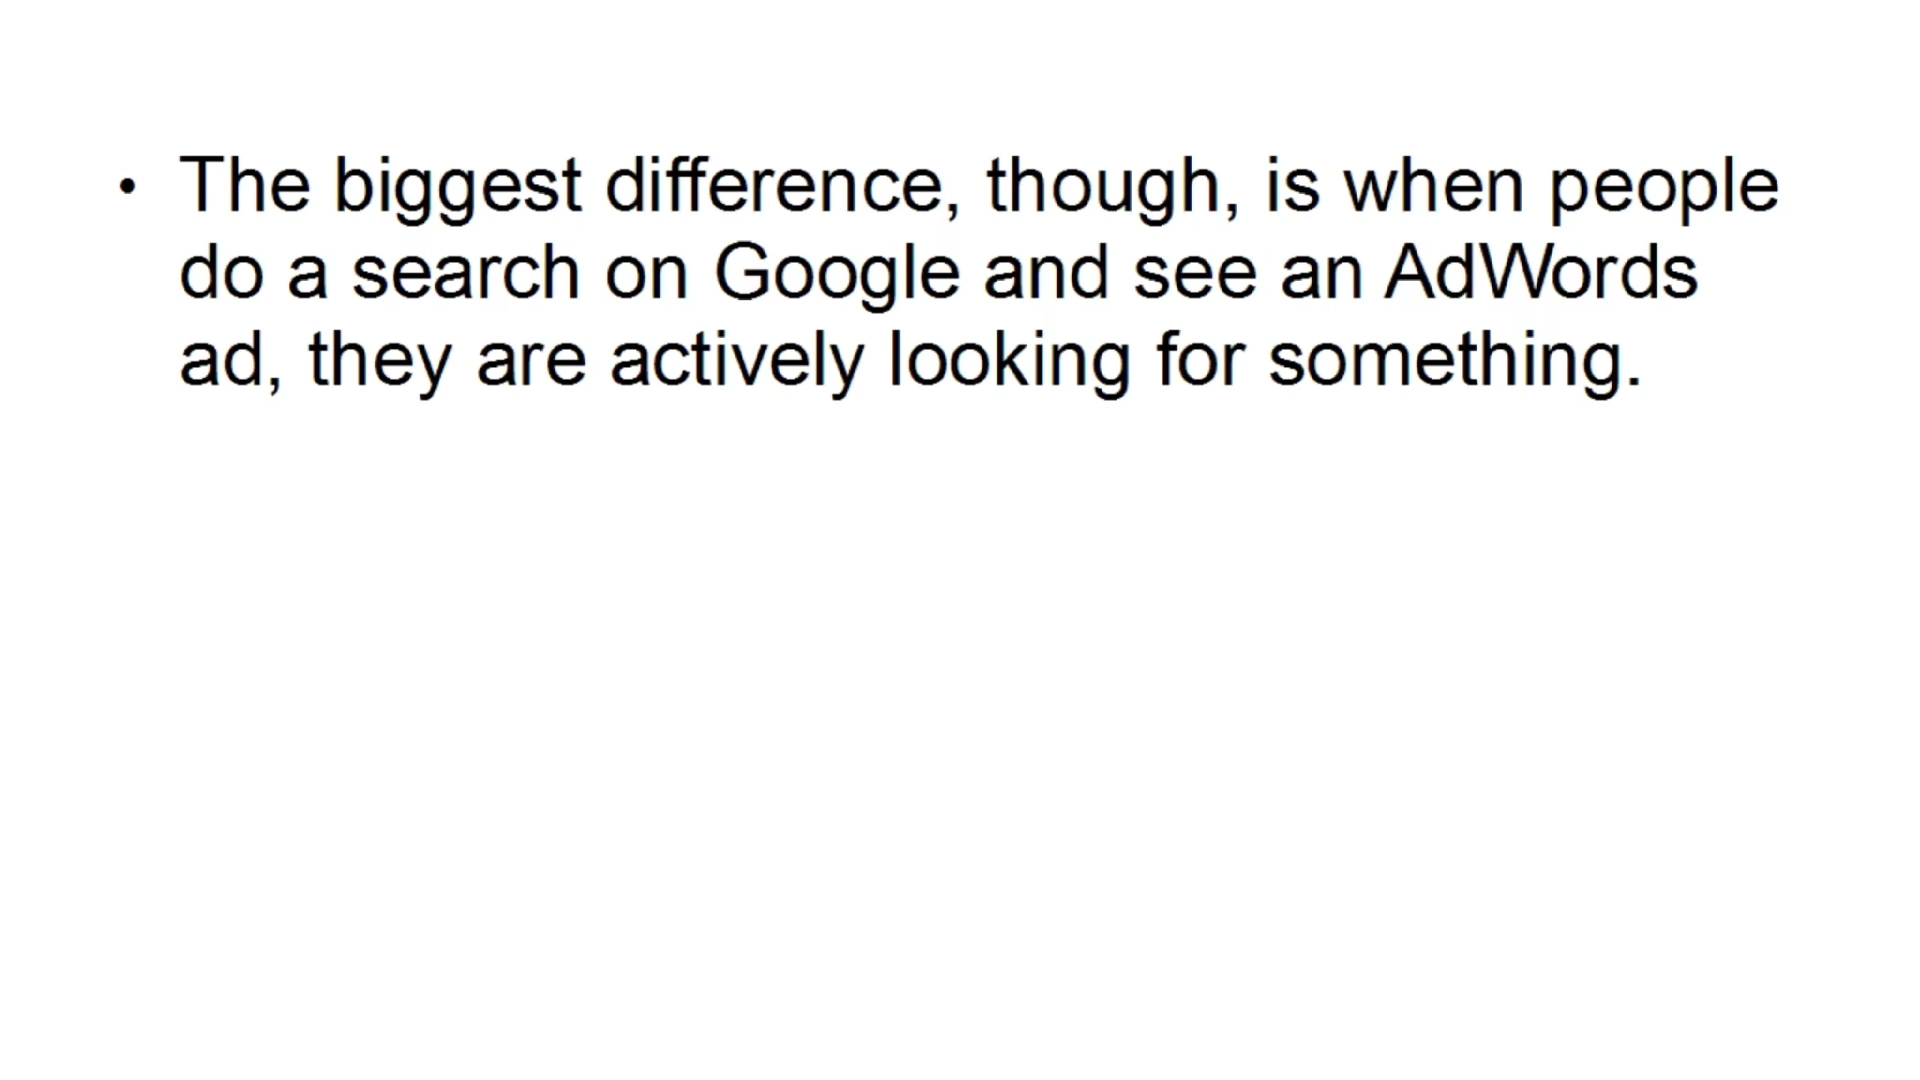 • The biggest difference, though, is when people
do a search on Google and see an AdWords
ad, they are actively looking for something.